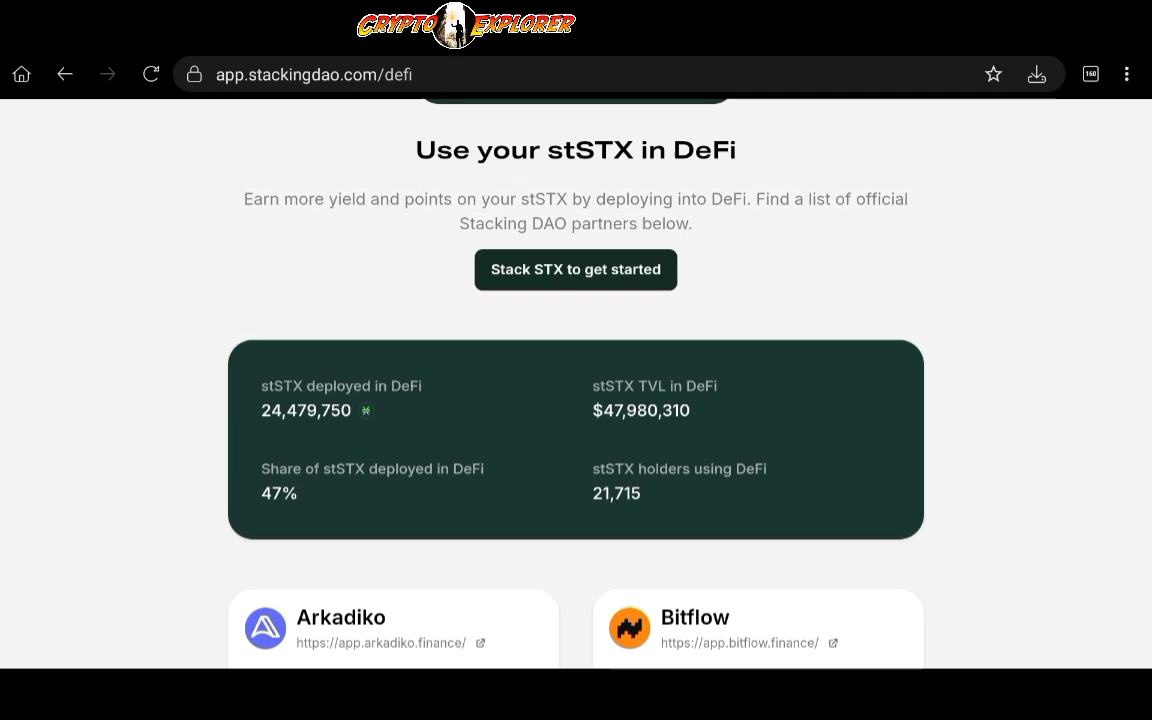 CRYPTO EXPLORER
app.stackingdao.com/defi
160
Use your stSTX in DeFi
Earn more yield and points on your stSTX by deploying into DeFi. Find a list of official
Stacking DAO partners below.
Stack STX to get started
stSTX deployed in DeFi
24,479,750
stSTX TVL in DeFi
$47,980,310
Share of stSTX deployed in DeFi
47%
stSTX holders using DeFi
21,715
Arkadiko
https://app.arkadiko.finance/
Bitflow
https://app.bitflow.finance/